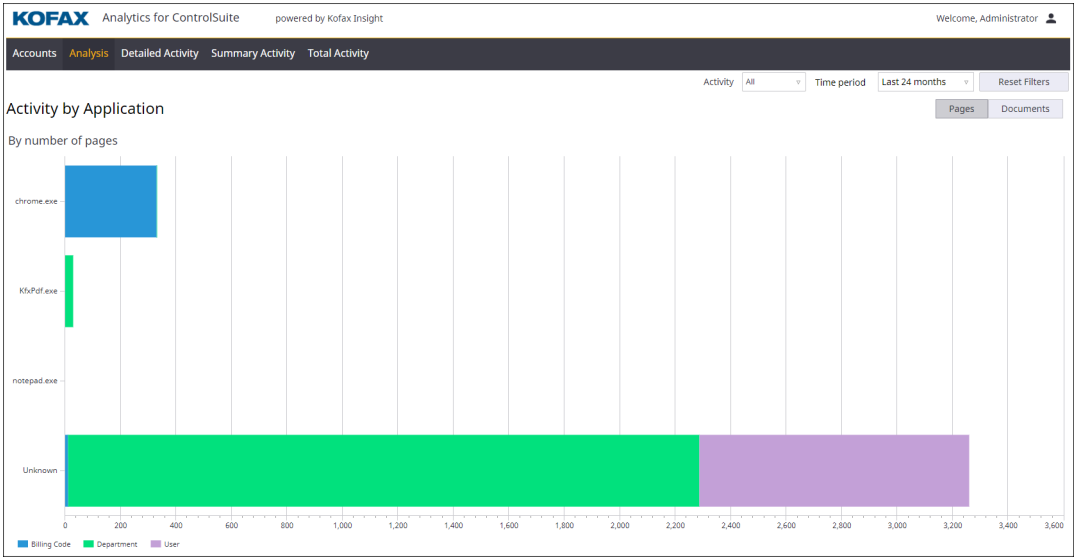 KOFAX Analytics for ControlSuite powered by Kofax Insight Welcome, Administrator
Accounts Analysis Detailed Activity Summary Activity Total Activity
Activity All Time period Last 24 months Reset Filters
Activity by Application Pages Documents
By number of pages
chrome.exe
KfxPdf.exe
notepad.exe
Unknown
0 200 400 600 800 1,000 1,200 1,400 1,600 1,800 2,000 2,200 2,400 2,600 2,800 3,000 3,200 3,400 3,600
Billing Code Department User